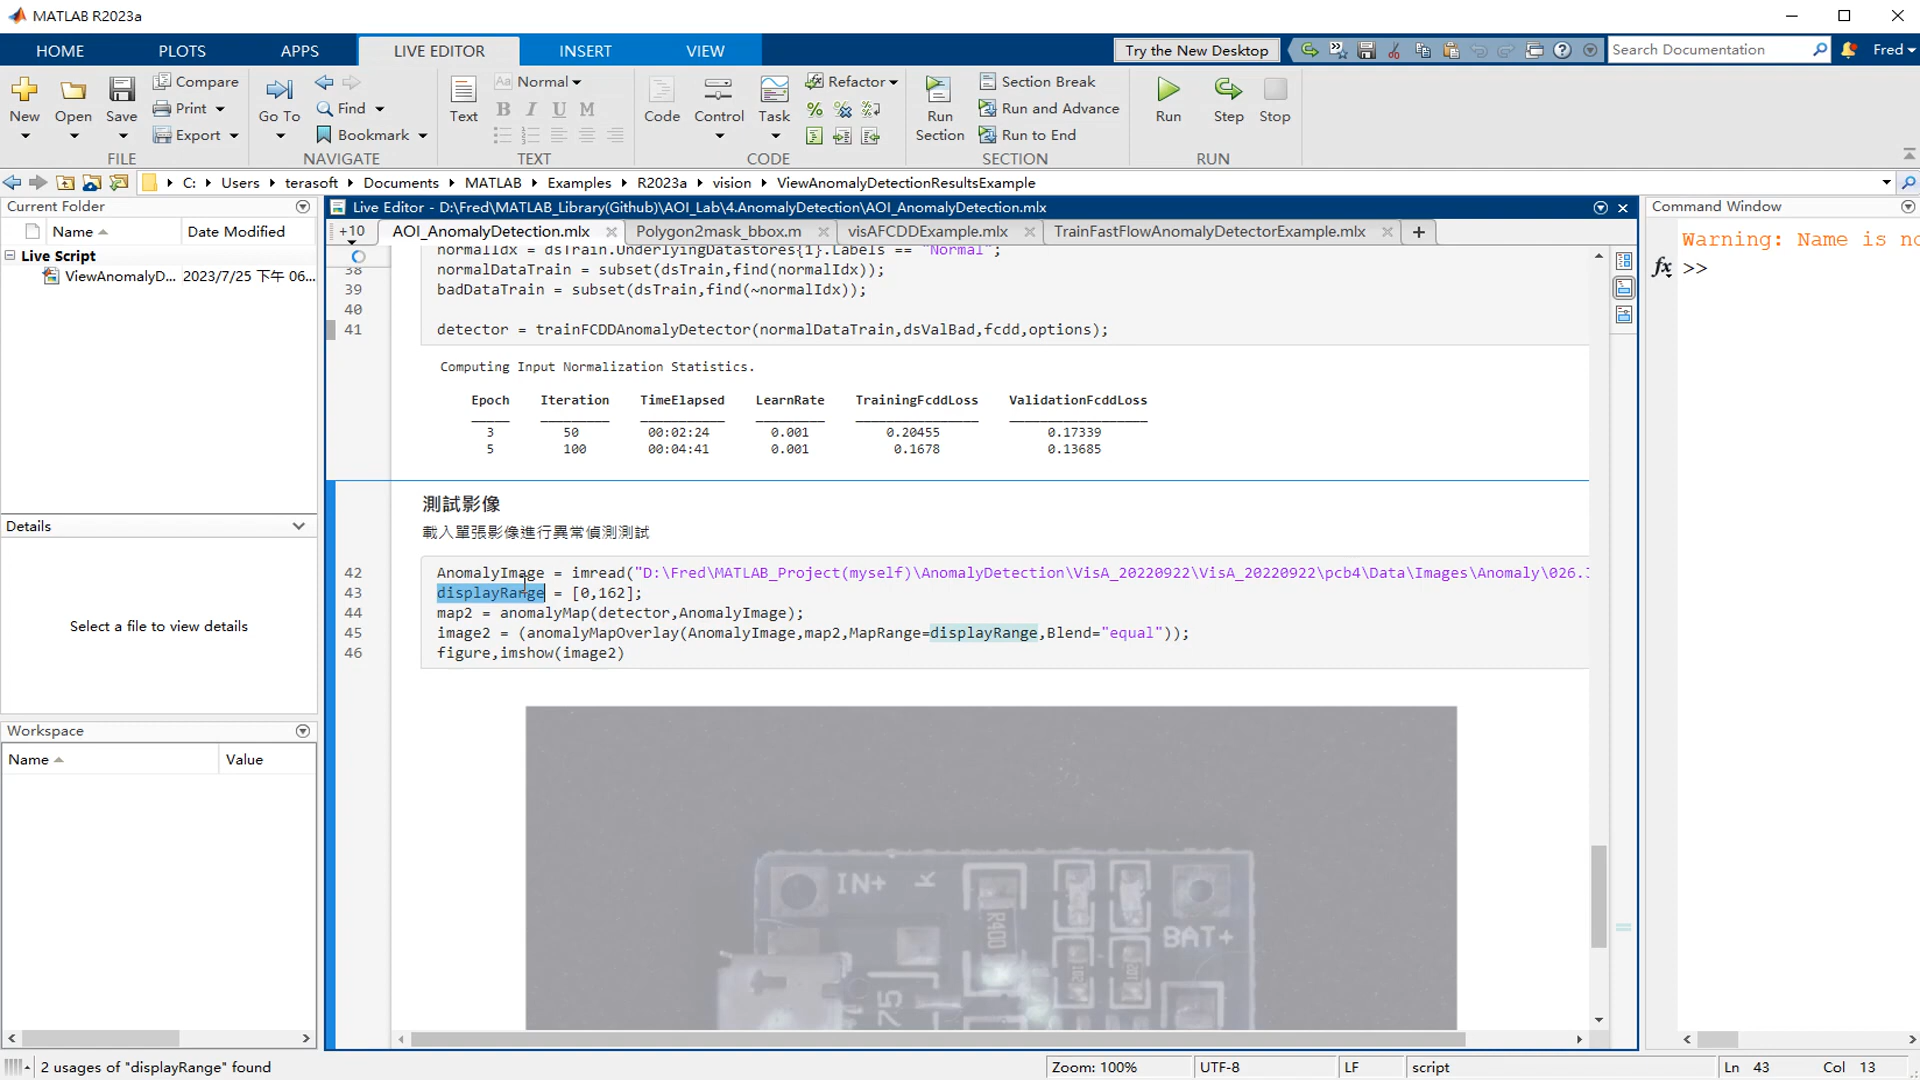 MATLAB R2023a
HOME
PLOTS
APPS
LIVE EDITOR
INSERT
VIEW
Try the New Desktop
Search Documentation
Fred
New
Open
Save
Compare
Print
Export
FILE
Go To
Find
Bookmark
NAVIGATE
Text
Aa Normal
B I U M
TEXT
Code
Control
Task
Refactor
CODE
Run Section
Section Break
Run and Advance
Run to End
SECTION
Run
Step
Stop
RUN
C: Users terasoft Documents MATLAB Examples R2023a vision ViewAnomalyDetectionResultsExample
Current Folder
Name
Date Modified
Live Script
ViewAnomalyD... 2023/7/25 下午 06...
Details
Select a file to view details
Workspace
Name
Value
Live Editor - D:\Fred\MATLAB_Library(Github)\AOI_Lab\4.AnomalyDetection\AOI_AnomalyDetection.mlx
+10
AOI_AnomalyDetection.mlx
Polygon2mask_bbox.m
visAFCDDExample.mlx
TrainFastFlowAnomalyDetectorExample.mlx
normalIdx = dsTrain.UnderlyingDatastores{1}.Labels == "Normal";
38 normalDataTrain = subset(dsTrain,find(normalIdx));
39 badDataTrain = subset(dsTrain,find(~normalIdx));
40
41 detector = trainFCDDAnomalyDetector(normalDataTrain,dsValBad,fcdd,options);
Computing Input Normalization Statistics.
Epoch Iteration TimeElapsed LearnRate TrainingFcddLoss ValidationFcddLoss
3 50 00:02:24 0.001 0.20455 0.17339
5 100 00:04:41 0.001 0.1678 0.13685
測試影像
載入單張影像進行異常偵測測試
42 AnomalyImage = imread("D:\Fred\MATLAB_Project(myself)\AnomalyDetection\VisA_20220922\VisA_20220922\pcb4\Data\Images\Anomaly\026.
43 displayRange = [0,162];
44 map2 = anomalyMap(detector,AnomalyImage);
45 image2 = (anomalyMapOverlay(AnomalyImage,map2,MapRange=displayRange,Blend="equal"));
46 figure,imshow(image2)
IN+
K
R400
BAT+
75
Command Window
Warning: Name is no
fx >>
2 usages of "displayRange" found
Zoom: 100%
UTF-8
LF
script
Ln 43 Col 13